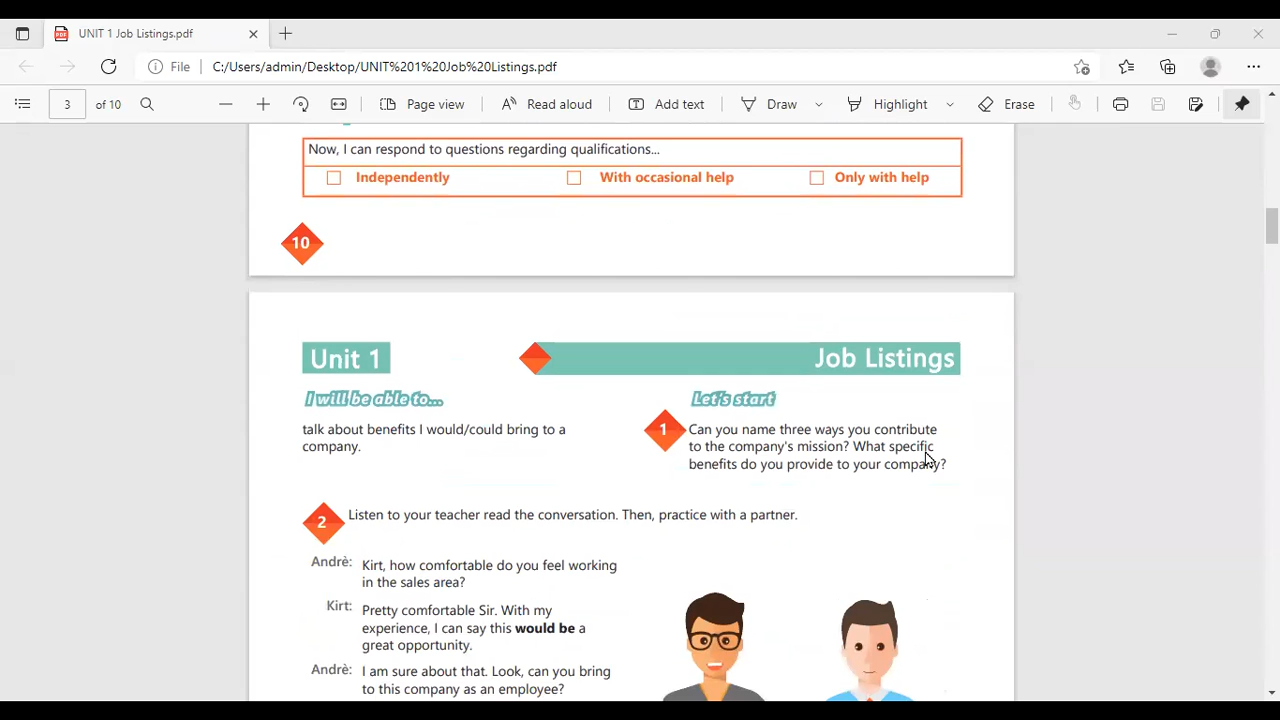 UNIT 1 Job Listings.pdf
File
C:/Users/admin/Desktop/UNIT%201%20Job%20Listings.pdf
3 of 10
Page view
Read aloud
Add text
Draw
Highlight
Erase
Now, I can respond to questions regarding qualifications...
Independently
With occasional help
Only with help
10
Unit 1
Job Listings
I will be able to...
talk about benefits I would/could bring to a
company.
Let's start
1
Can you name three ways you contribute
to the company's mission? What specific
benefits do you provide to your company?
2
Listen to your teacher read the conversation. Then, practice with a partner.
Andrè: Kirt, how comfortable do you feel working
in the sales area?
Kirt: Pretty comfortable Sir. With my
experience, I can say this would be a
great opportunity.
Andrè: I am sure about that. Look, can you bring
to this company as an employee?